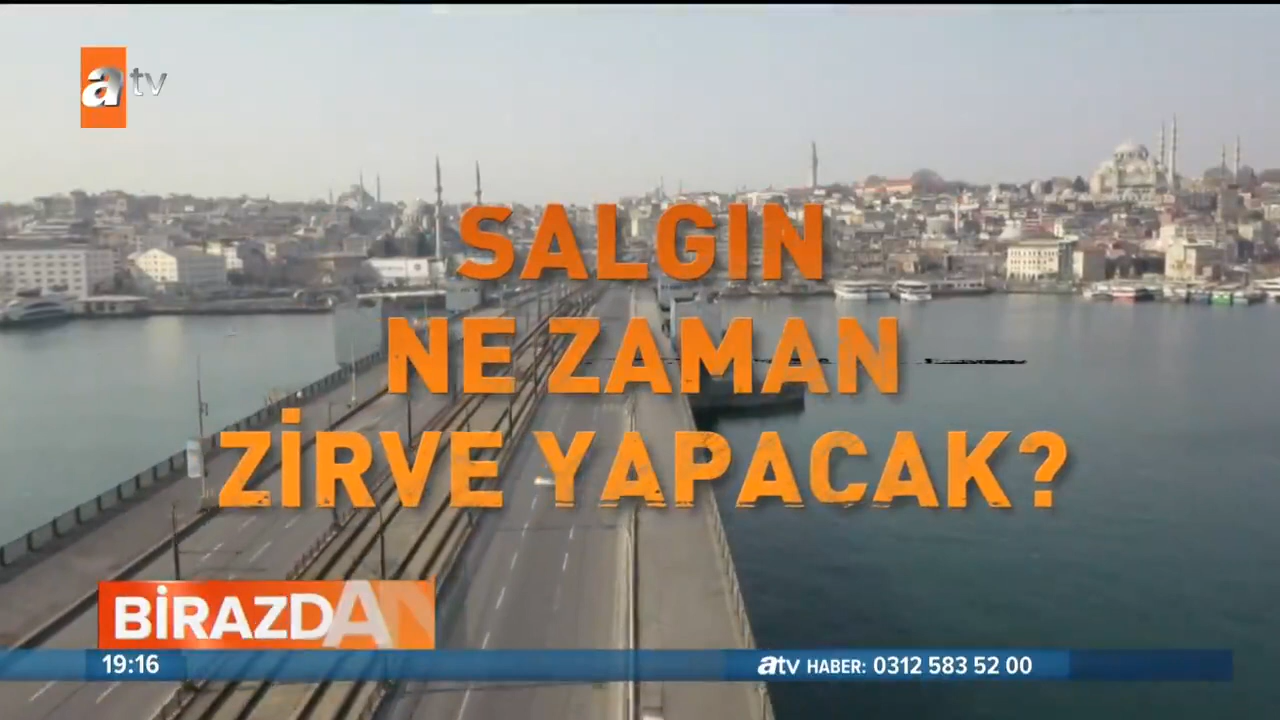 atv
SALGIN
NE ZAMAN
ZİRVE YAPACAK?
BİRAZDAN
19:16
atv HABER: 0312 583 52 00